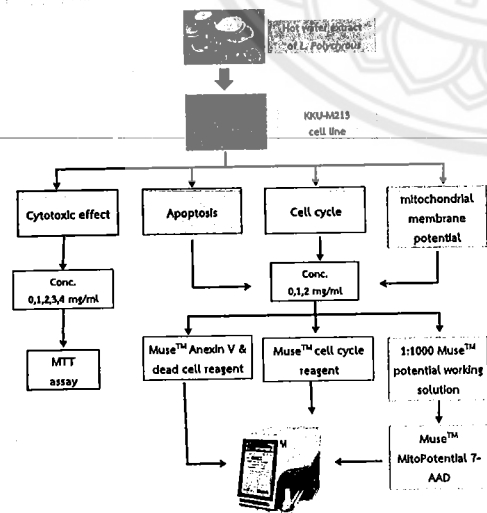 Hot water extract
of L. Polychrous
KKU-M213
cell line
Cytotoxic effect
Apoptosis
Cell cycle
mitochondrial
membrane
potential
Conc.
0,1,2,3,4 mg/ml
Conc.
0,1,2 mg/ml
MTT
assay
Muse™ Anexin V &
dead cell reagent
Muse™ cell cycle
reagent
1:1000 Muse™
potential working
solution
Muse™
MitoPotential 7-
AAD